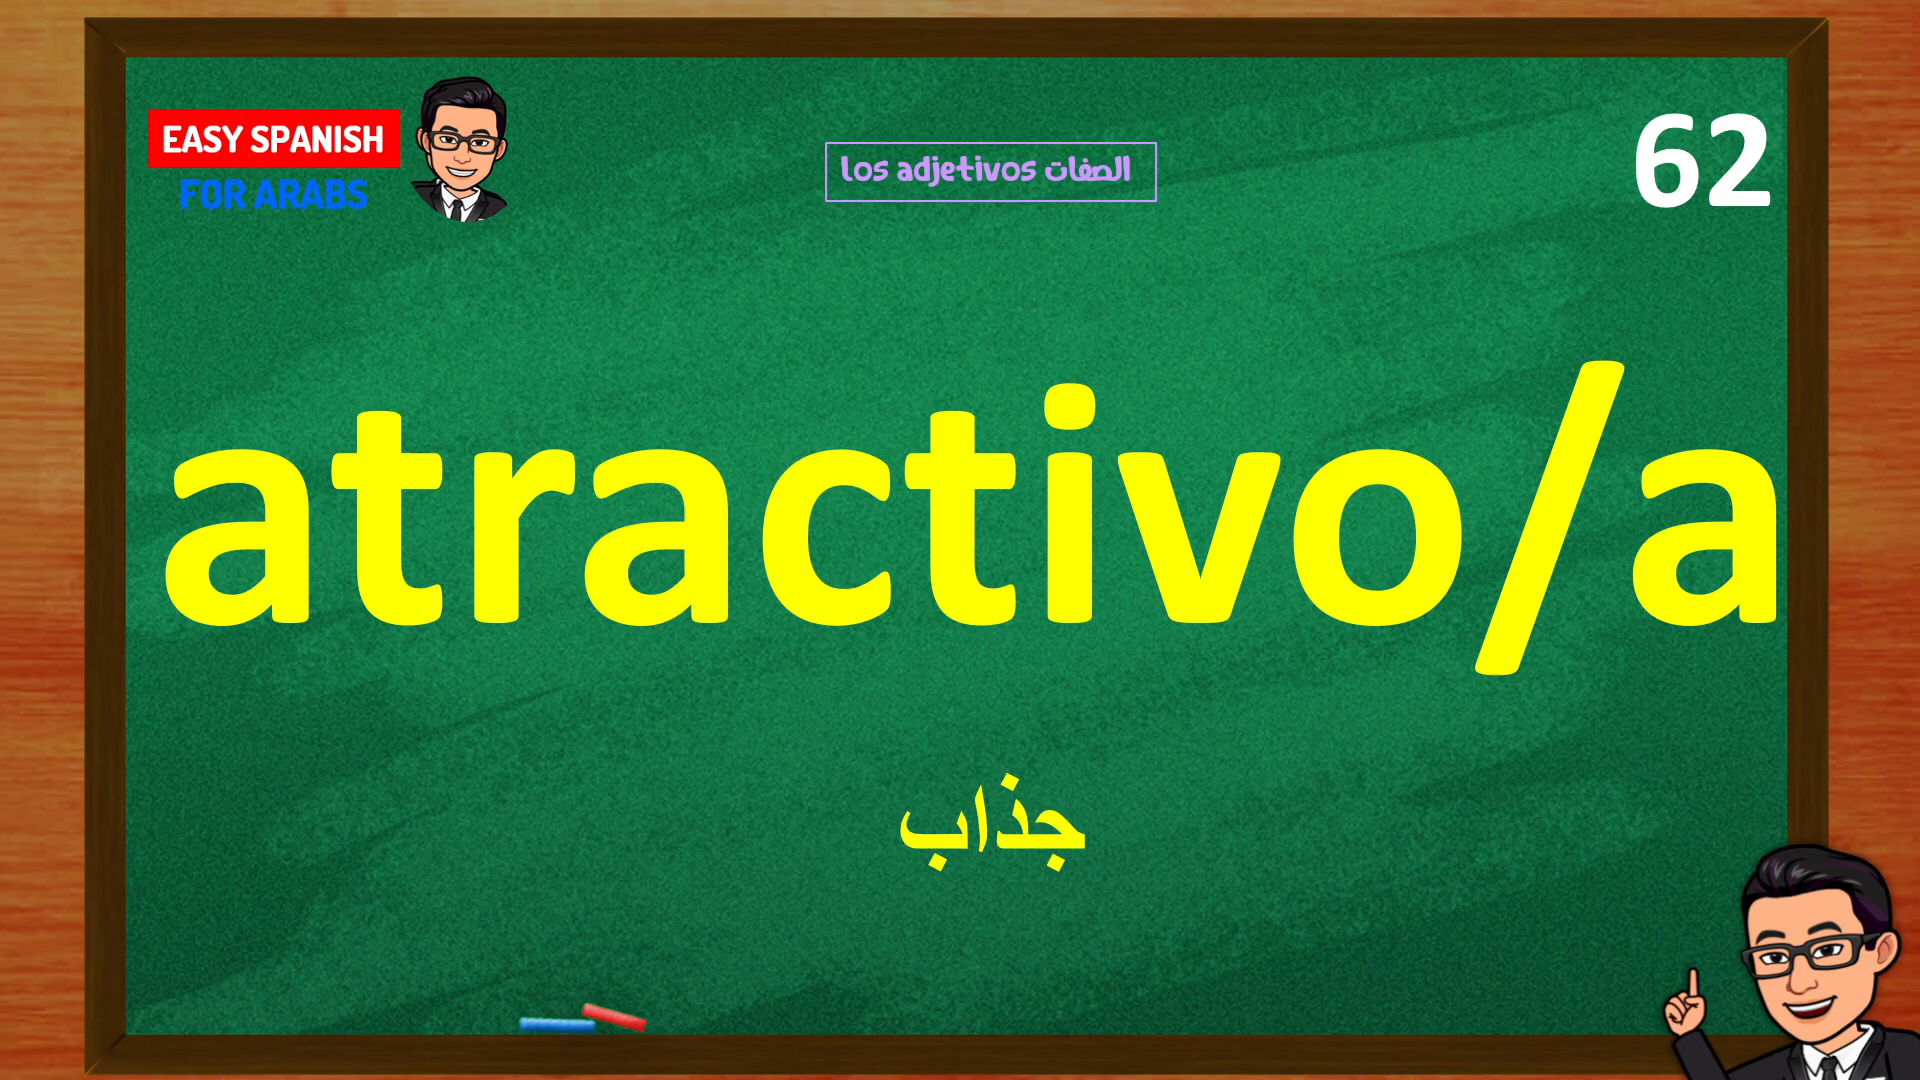 EASY SPANISH
FOR ARABS
los adjetivos الصفات
62
atractivo/a
جذاب